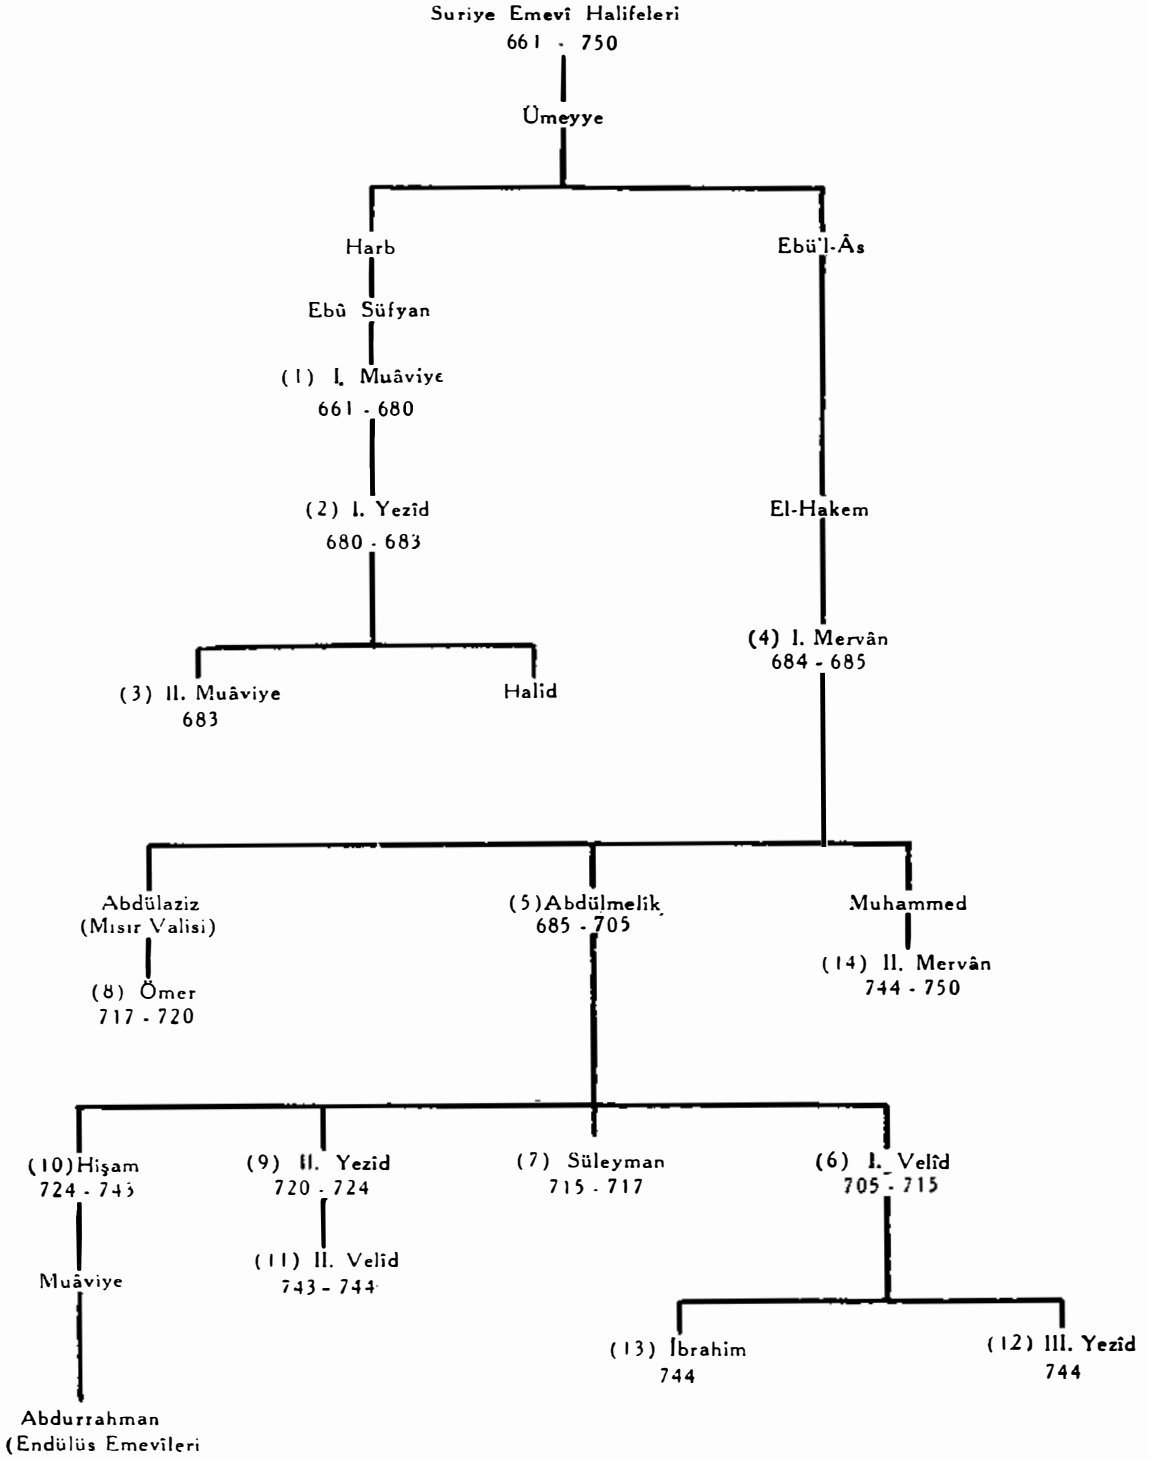 Suriye Emevî Halifeleri
661 - 750
Ümeyye
Harb
Ebü'l-Âs
Ebû Süfyan
(1) I. Muâviye
661 - 680
(2) I. Yezîd
680 - 683
El-Hakem
(4) I. Mervân
684 - 685
(3) II. Muâviye
683
Halid
Abdülaziz
(Mısır Valisi)
(5) Abdülmelik
685 - 705
Muhammed
(8) Ömer
717 - 720
(14) II. Mervân
744 - 750
(10) Hişam
724 - 743
(9) II. Yezid
720 - 724
(7) Süleyman
715 - 717
(6) I. Velîd
705 - 715
Muâviye
(11) II. Velid
743 - 744
(13) İbrahim
744
(12) III. Yezîd
744
Abdurrahman
(Endülüs Emevîleri